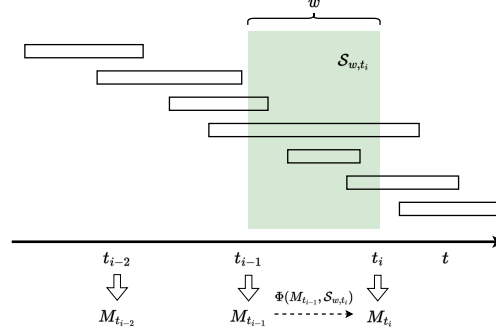 w
𝒮_{w,t_i}
t_{i−2} t_{i−1} t_i t
Φ(M_{t_{i−1}}, 𝒮_{w,t_i})
M_{t_{i−2}} M_{t_{i−1}} M_{t_i}